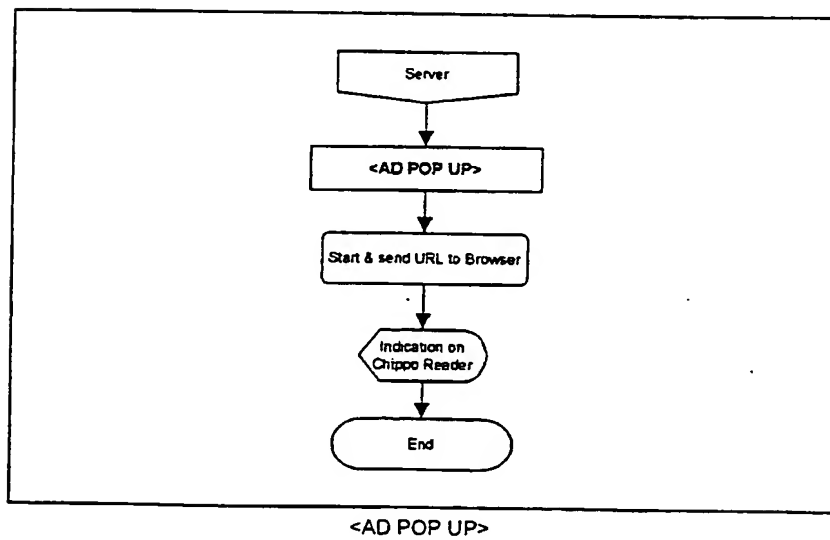 Server
<AD POP UP>
Start & send URL to Browser
Indication on
Chippo Reader
End
<AD POP UP>